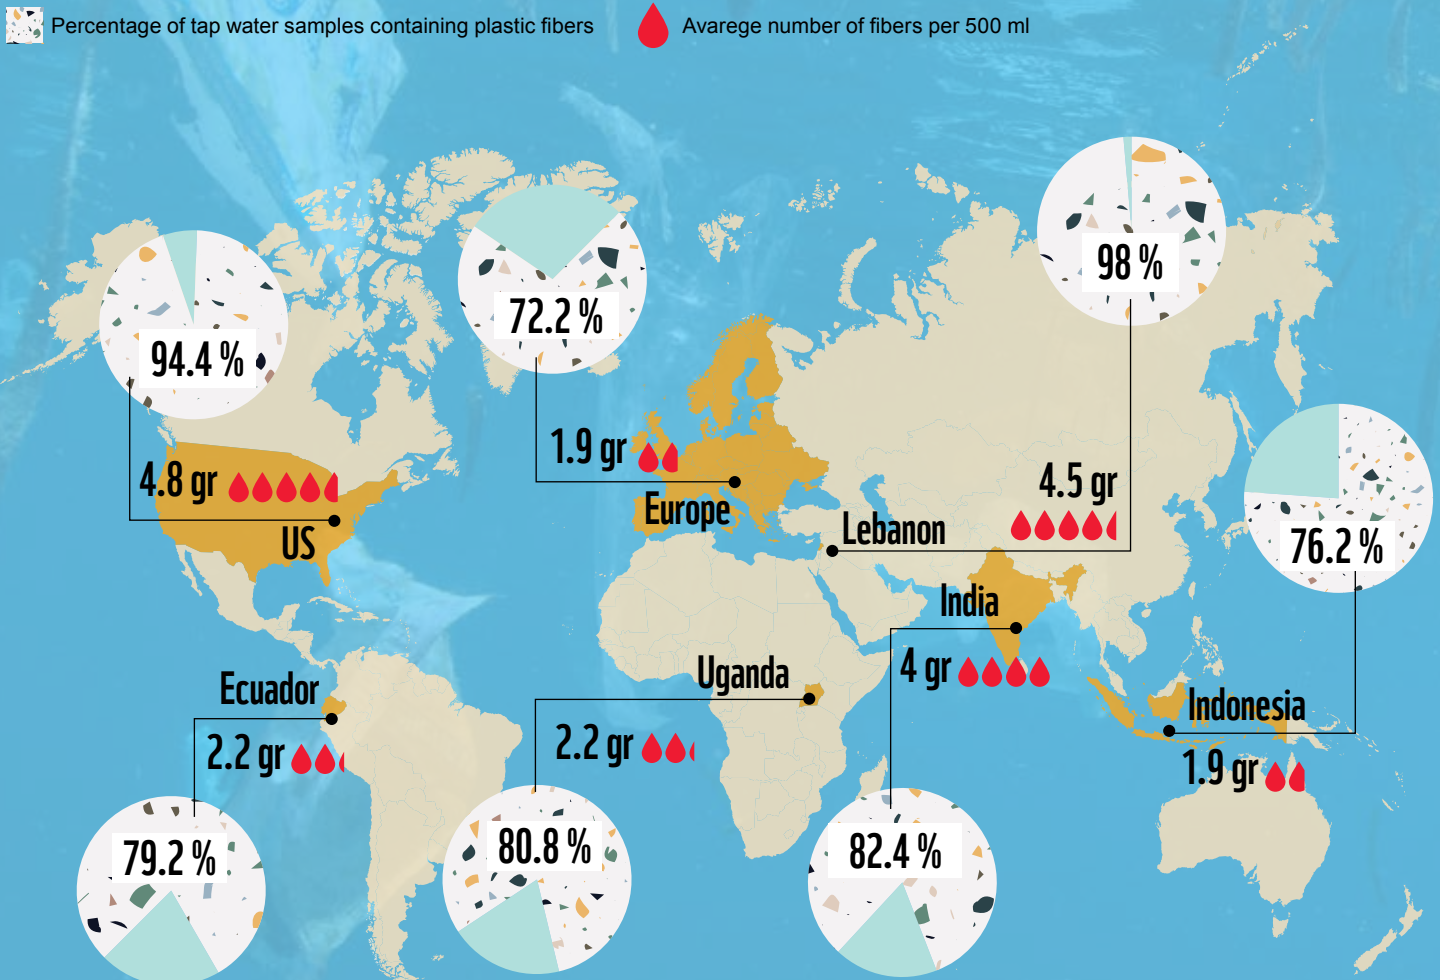 Percentage of tap water samples containing plastic fibers
Avarege number of fibers per 500 ml
94.4 %
4.8 gr
US
72.2 %
1.9 gr
Europe
98 %
4.5 gr
Lebanon
76.2 %
Indonesia
1.9 gr
India
4 gr
82.4 %
Uganda
2.2 gr
80.8 %
Ecuador
2.2 gr
79.2 %